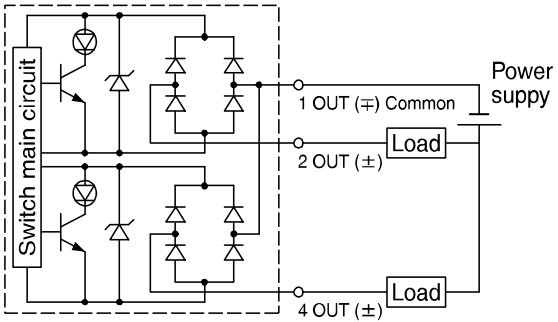 Switch main circuit
Power
suppy
1 OUT (∓) Common
Load
2 OUT (±)
Load
4 OUT (±)